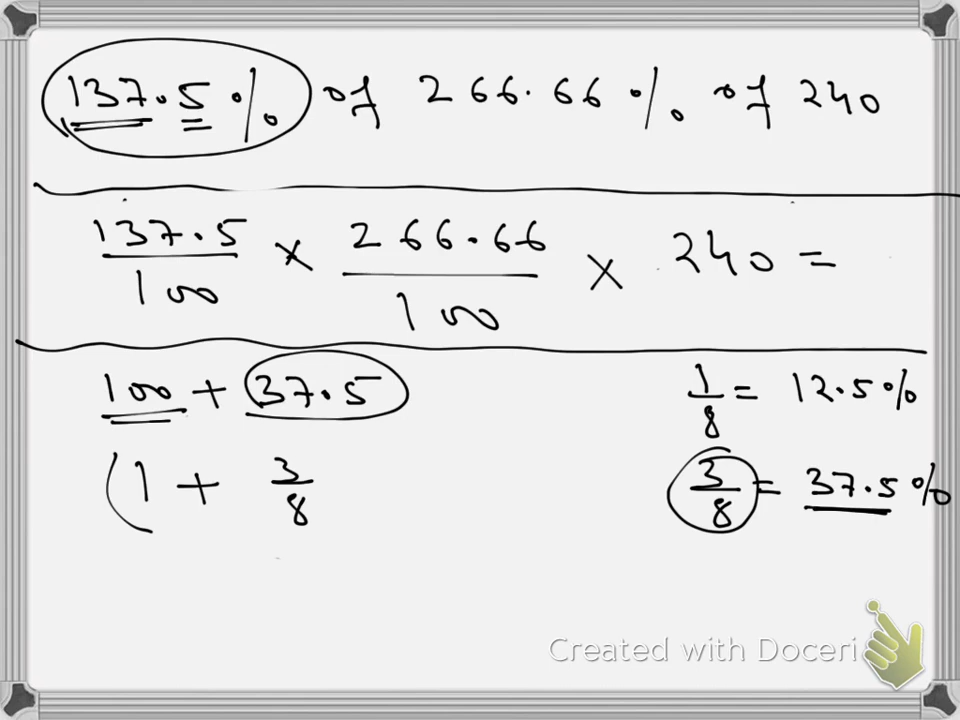 137.5% of 266.66% of 240
137.5/100 × 266.66/100 × 240 =
100 + 37.5
1/8 = 12.5%
(1 + 3/8
3/8 = 37.5%
Created with Doceri